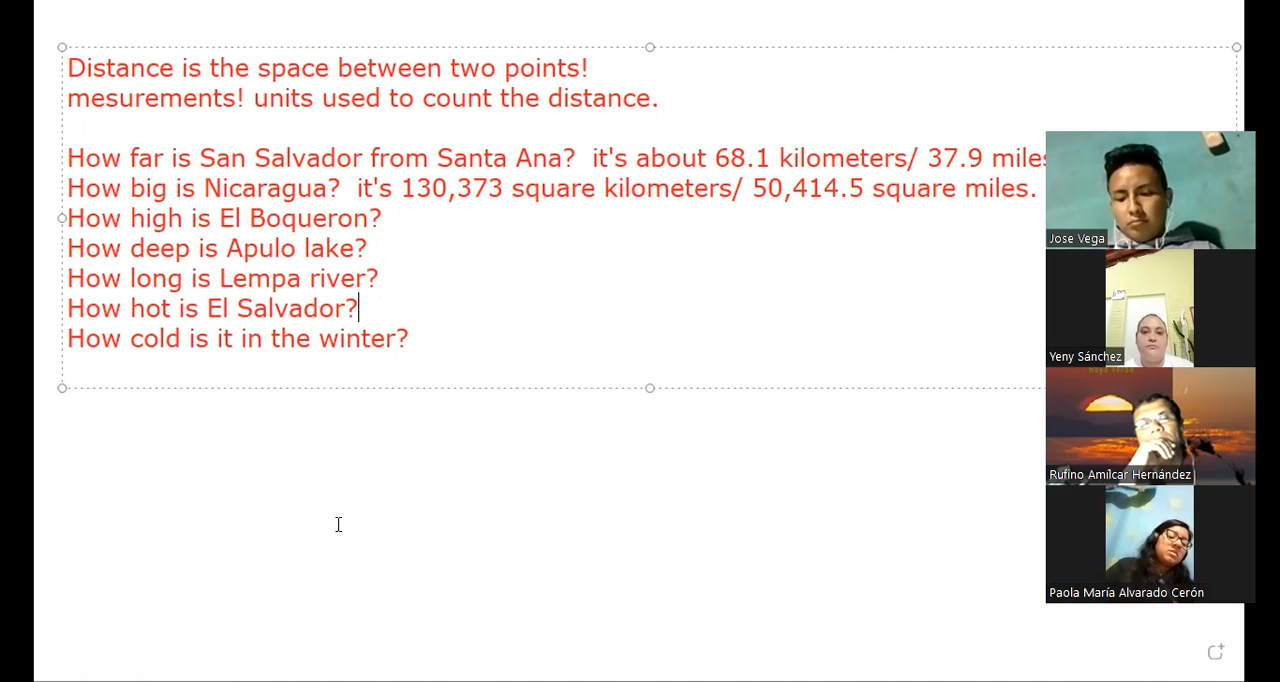 Distance is the space between two points!
mesurements! units used to count the distance.
How far is San Salvador from Santa Ana?  it's about 68.1 kilometers/ 37.9 miles
How big is Nicaragua?  it's 130,373 square kilometers/ 50,414.5 square miles.
How high is El Boqueron?
How deep is Apulo lake?
How long is Lempa river?
How hot is El Salvador?
How cold is it in the winter?
Jose Vega
Yeny Sánchez
Rufino Amílcar Hernández
Paola María Alvarado Cerón